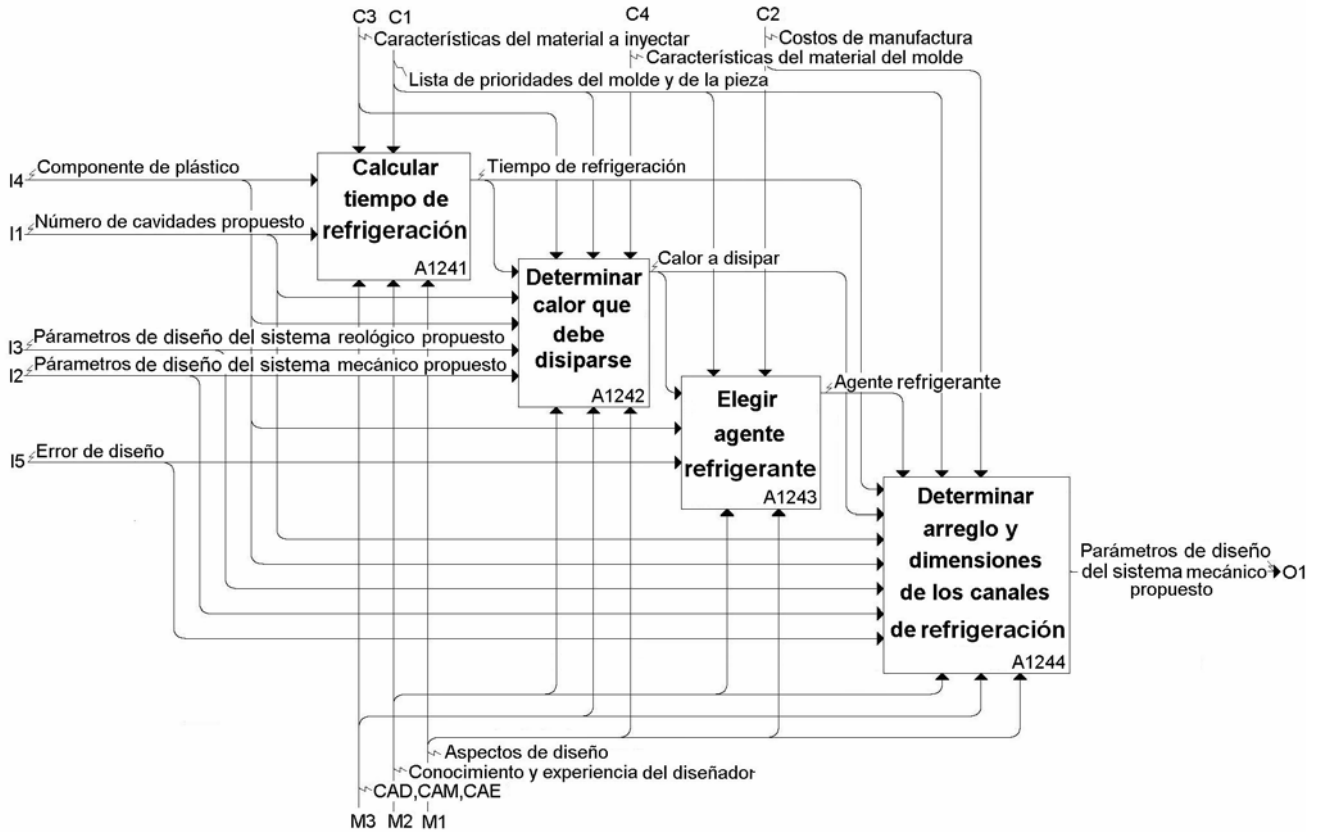 C3 C1 C4 C2
Características del material a inyectar
Costos de manufactura
Características del material del molde
Lista de prioridades del molde y de la pieza
I4 Componente de plástico
Calcular
tiempo de
refrigeración
A1241
Tiempo de refrigeración
I1 Número de cavidades propuesto
Determinar
calor que
debe
disiparse
A1242
Calor a disipar
I3 Párametros de diseño del sistema reológico propuesto
I2 Párametros de diseño del sistema mecánico propuesto
Elegir
agente
refrigerante
A1243
Agente refrigerante
I5 Error de diseño
Determinar
arreglo y
dimensiones
de los canales
de refrigeración
A1244
Parámetros de diseño
del sistema mecánico
propuesto
O1
Aspectos de diseño
Conocimiento y experiencia del diseñador
CAD,CAM,CAE
M3 M2 M1